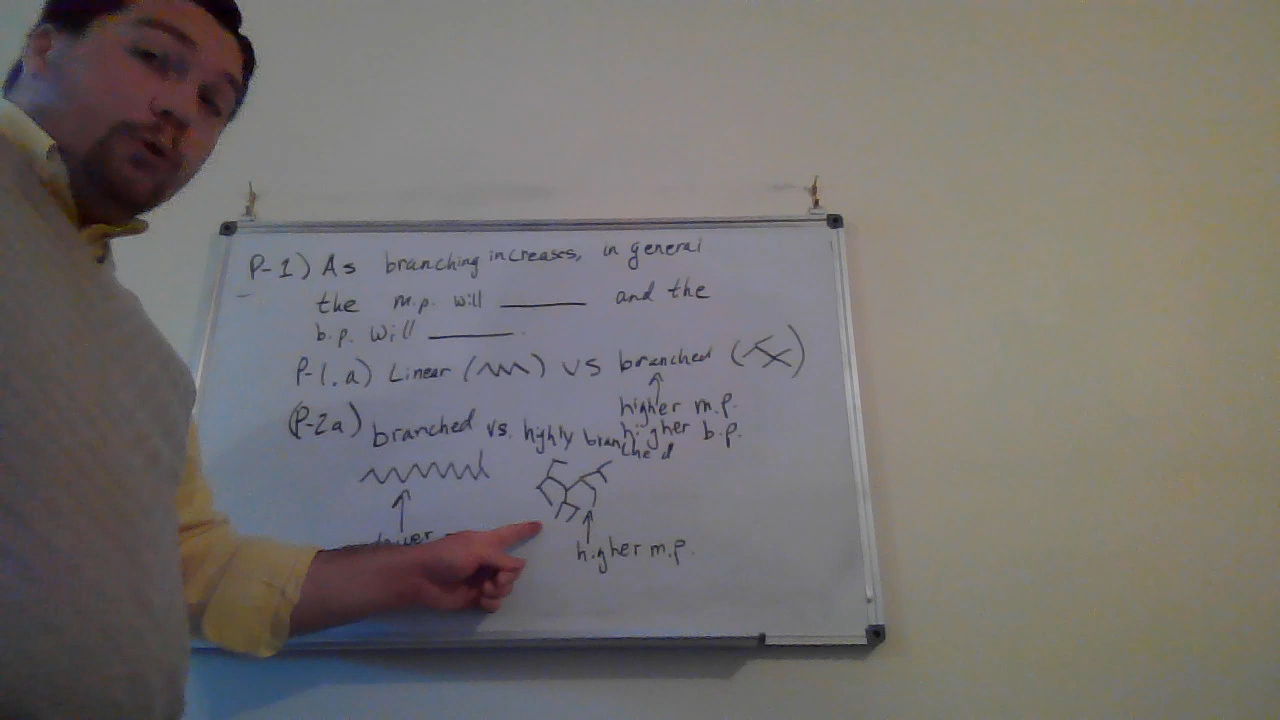 P-1) As branching increases, in general
the m.p. will ______ and the
b.p. will ______.
P-1.a) Linear ( ) VS branched ( )
higher m.p.
higher b.p.
(P-2a) branched vs. highly branched
higher m.p.